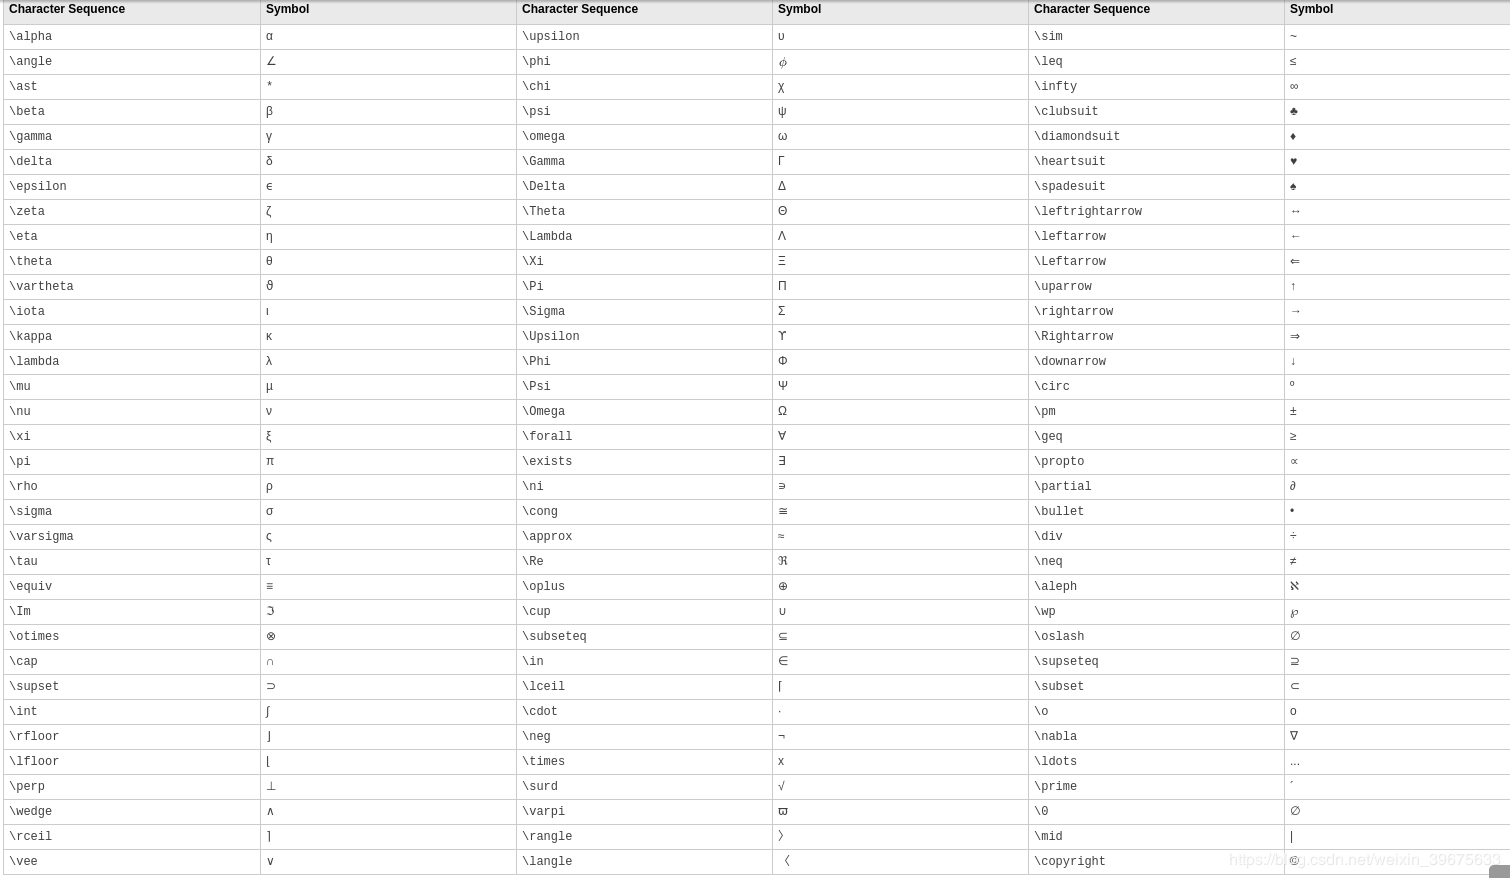 Character Sequence Symbol Character Sequence Symbol Character Sequence Symbol
\alpha α \upsilon υ \sim ~
\angle ∠ \phi 𝜙 \leq ≤
\ast * \chi χ \infty ∞
\beta β \psi ψ \clubsuit ♣
\gamma γ \omega ω \diamondsuit ♦
\delta δ \Gamma Γ \heartsuit ♥
\epsilon ϵ \Delta Δ \spadesuit ♠
\zeta ζ \Theta Θ \leftrightarrow ↔
\eta η \Lambda Λ \leftarrow ←
\theta θ \Xi Ξ \Leftarrow ⇐
\vartheta ϑ \Pi Π \uparrow ↑
\iota ι \Sigma Σ \rightarrow →
\kappa κ \Upsilon ϒ \Rightarrow ⇒
\lambda λ \Phi Φ \downarrow ↓
\mu µ \Psi Ψ \circ º
\nu ν \Omega Ω \pm ±
\xi ξ \forall ∀ \geq ≥
\pi π \exists ∃ \propto ∝
\rho ρ \ni ∍ \partial ∂
\sigma σ \cong ≅ \bullet •
\varsigma ς \approx ≈ \div ÷
\tau τ \Re ℜ \neq ≠
\equiv ≡ \oplus ⊕ \aleph ℵ
\Im ℑ \cup ∪ \wp ℘
\otimes ⊗ \subseteq ⊆ \oslash ∅
\cap ∩ \in ∈ \supseteq ⊇
\supset ⊃ \lceil ⌈ \subset ⊂
\int ∫ \cdot · \o ο
\rfloor ⌋ \neg ¬ \nabla ∇
\lfloor ⌊ \times x \ldots ...
\perp ⊥ \surd √ \prime ´
\wedge ∧ \varpi ϖ \0 ∅
\rceil ⌉ \rangle 〉 \mid |
\vee ∨ \langle 〈 \copyright ©
https://blog.csdn.net/weixin_39675633